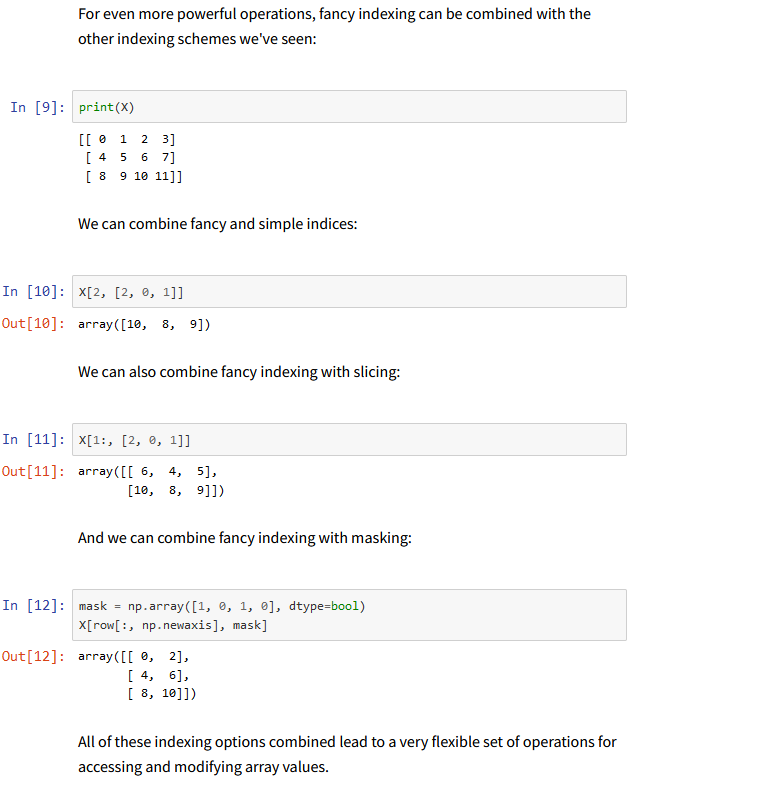 For even more powerful operations, fancy indexing can be combined with the
other indexing schemes we've seen:
In [9]: print(X)
[[ 0  1  2  3]
 [ 4  5  6  7]
 [ 8  9 10 11]]
We can combine fancy and simple indices:
In [10]: X[2, [2, 0, 1]]
Out[10]: array([10,  8,  9])
We can also combine fancy indexing with slicing:
In [11]: X[1:, [2, 0, 1]]
Out[11]: array([[ 6,  4,  5],
       [10,  8,  9]])
And we can combine fancy indexing with masking:
In [12]: mask = np.array([1, 0, 1, 0], dtype=bool)
X[row[:, np.newaxis], mask]
Out[12]: array([[ 0,  2],
       [ 4,  6],
       [ 8, 10]])
All of these indexing options combined lead to a very flexible set of operations for
accessing and modifying array values.